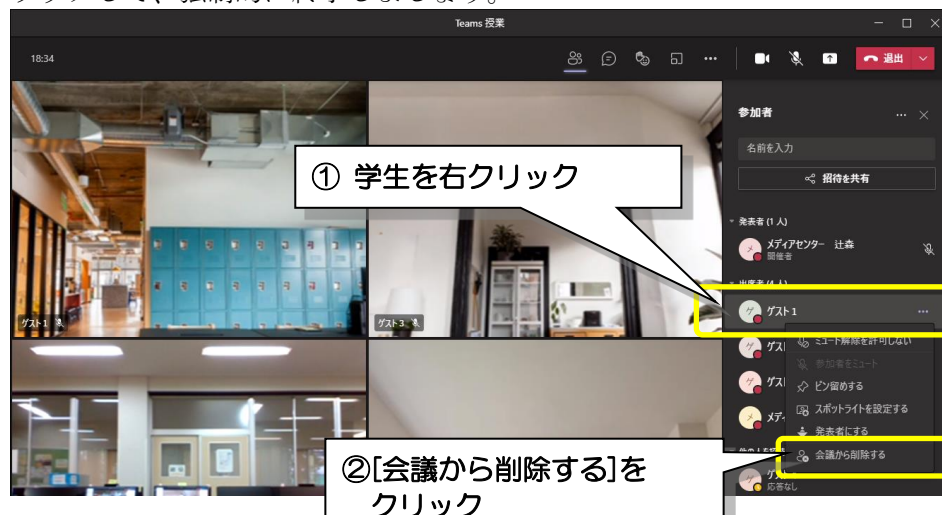 Teams 授業
18:34
退出
参加者
名前を入力
招待を共有
発表者 (1 人)
メディアセンター 辻森
開催者
出席者 (4 人)
ゲスト 1
ミュート解除を許可しない
参加者をミュート
ピン留めする
スポットライトを設定する
発表者にする
会議から削除する
応答なし
ゲスト 1
ゲスト 3
① 学生を右クリック
②[会議から削除する]を
クリック